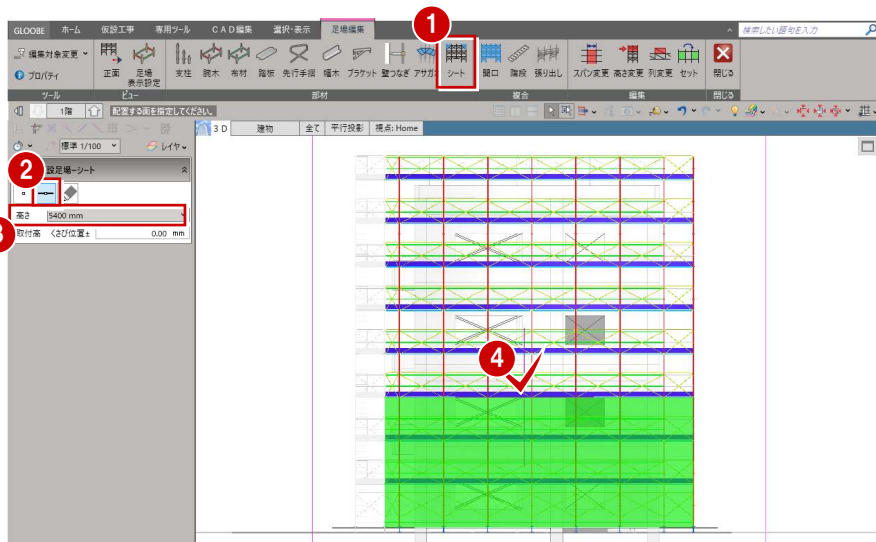 1
GLOOBE ホーム 仮設工事 専用ツール CAD編集 選択・表示 足場編集 検索したい語句を入力
編集対象変更
プロパティ
正面 足場表示設定 支柱 腕木 布材 踏板 先行手摺 幅木 ブラケット 壁つなぎ アサガオ シート 開口 階段 張り出し スパン変更 高さ変更 列変更 セット 閉じる
ツール ビュー 部材 複合 編集 閉じる
1階 配置する面を指定してください。
3D 建物 全て 平行投影 視点: Home
標準 1/100 レイヤ
2
設足場-シート
高さ 5400 mm
3
取付高 くさび位置± 0.00 mm
4